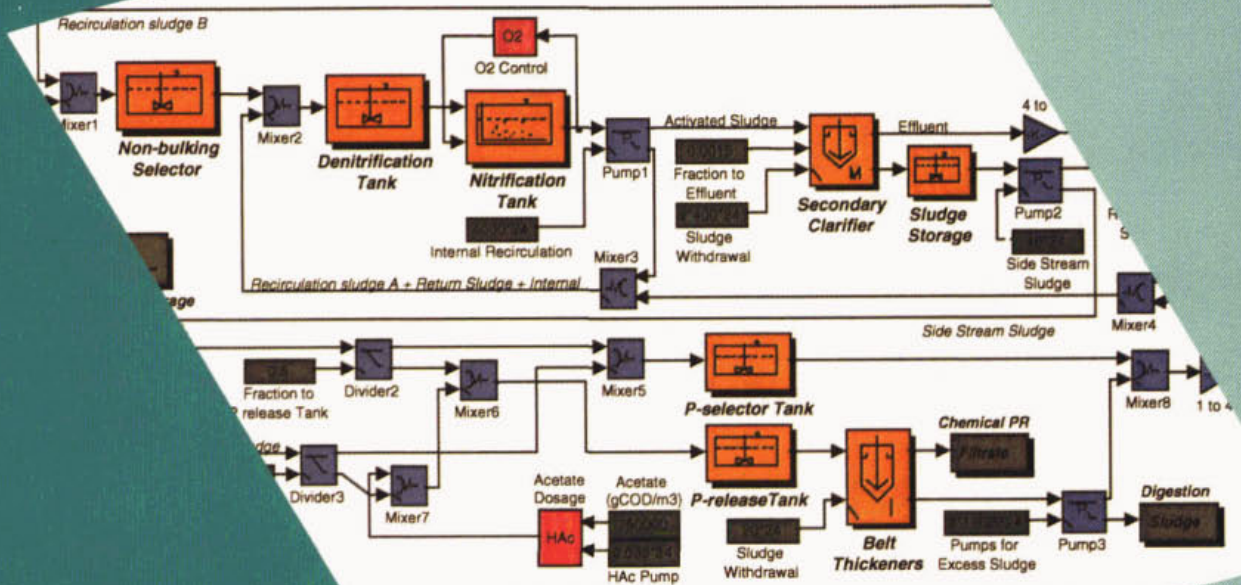 Recirculation sludge B
O2
O2 Control
Mixer1
Non-bulking
Selector
Mixer2
Denitrification
Tank
Nitrification
Tank
Internal Recirculation
Pump1
Activated Sludge
Fraction to
Effluent
Sludge
Withdrawal
Secondary
Clarifier
Effluent
4 to
Sludge
Storage
Pump2
Side Stream
Sludge
Mixer3
Recirculation sludge A + Return Sludge + Internal
Mixer4
Side Stream Sludge
0.5
Fraction to
P release Tank
Divider2
Mixer6
Mixer5
P-selector Tank
Mixer8
1 to 4
Divider3
Mixer7
Acetate
Dosage
HAc
Acetate
(gCOD/m3)
HAc Pump
P-releaseTank
Sludge
Withdrawal
Belt
Thickeners
Chemical PR
Filtrate
Pumps for
Excess Sludge
Pump3
Digestion
Sludge